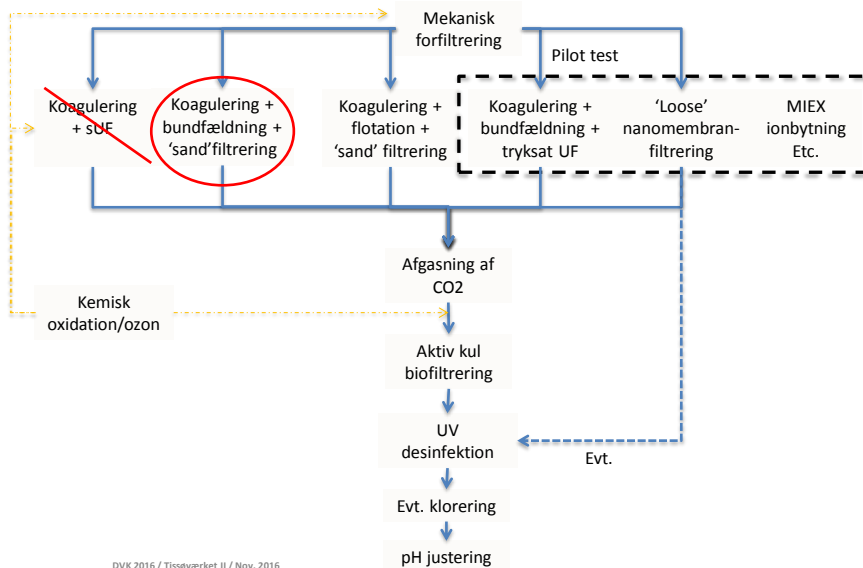 Mekanisk
forfiltrering
Pilot test
Koagulering
+ sUF
Koagulering +
bundfældning +
'sand'filtrering
Koagulering +
flotation +
'sand' filtrering
Koagulering +
bundfældning +
tryksat UF
'Loose'
nanomembran-
filtrering
MIEX
ionbytning
Etc.
Afgasning af
CO2
Kemisk
oxidation/ozon
Aktiv kul
biofiltrering
UV
desinfektion
Evt.
Evt. klorering
pH justering
DVK 2016 / Tissøværket II / Nov. 2016